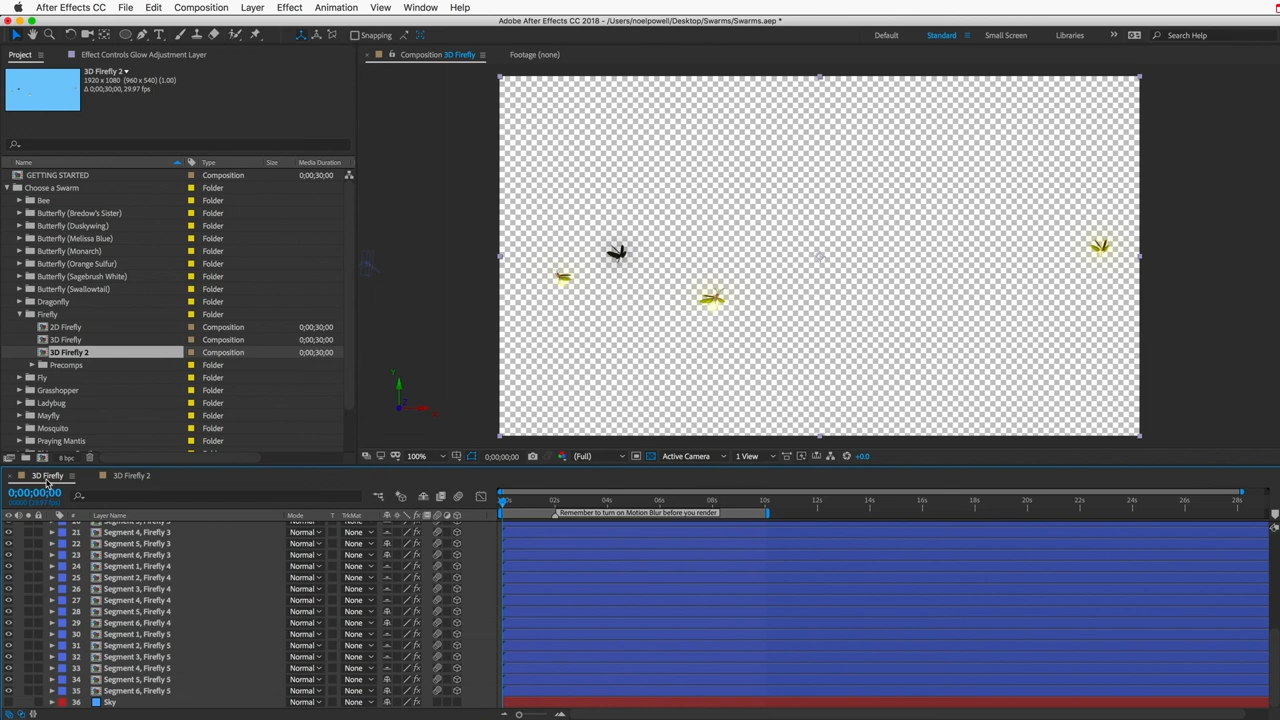 After Effects CC File Edit Composition Layer Effect Animation View Window Help
Adobe After Effects CC 2018 - /Users/noelpowell/Desktop/Swarms/Swarms.aep *
Snapping Default Standard Small Screen Libraries Search Help
Project Effect Controls Glow Adjustment Layer Composition 3D Firefly Footage (none)
3D Firefly 2
1920 x 1080 (960 x 540) (1.00)
Δ 0;00;30;00, 29.97 fps
Name Type Size Media Duration
GETTING STARTED Composition 0;00;30;00
Choose a Swarm Folder
Bee Folder
Butterfly (Bredow's Sister) Folder
Butterfly (Duskywing) Folder
Butterfly (Melissa Blue) Folder
Butterfly (Monarch) Folder
Butterfly (Orange Sulfur) Folder
Butterfly (Sagebrush White) Folder
Butterfly (Swallowtail) Folder
Dragonfly Folder
Firefly Folder
2D Firefly Composition 0;00;30;00
3D Firefly Composition 0;00;30;00
3D Firefly 2 Composition 0;00;30;00
Precomps Folder
Fly Folder
Grasshopper Folder
Ladybug Folder
Mayfly Folder
Mosquito Folder
Praying Mantis Folder
8 bpc 100% 0;00;00;00 (Full) Active Camera 1 View +0.0
3D Firefly 3D Firefly 2
0;00;00;00
02s 04s 06s 08s 10s 12s 14s 16s 18s 20s 22s 24s 26s 28s
# Layer Name Mode T TrkMat
Remember to turn on Motion Blur before you render
21 Segment 4, Firefly 3 Normal None
22 Segment 5, Firefly 3 Normal None
23 Segment 6, Firefly 3 Normal None
24 Segment 1, Firefly 4 Normal None
25 Segment 2, Firefly 4 Normal None
26 Segment 3, Firefly 4 Normal None
27 Segment 4, Firefly 4 Normal None
28 Segment 5, Firefly 4 Normal None
29 Segment 6, Firefly 4 Normal None
30 Segment 1, Firefly 5 Normal None
31 Segment 2, Firefly 5 Normal None
32 Segment 3, Firefly 5 Normal None
33 Segment 4, Firefly 5 Normal None
34 Segment 5, Firefly 5 Normal None
35 Segment 6, Firefly 5 Normal None
36 Sky Normal None